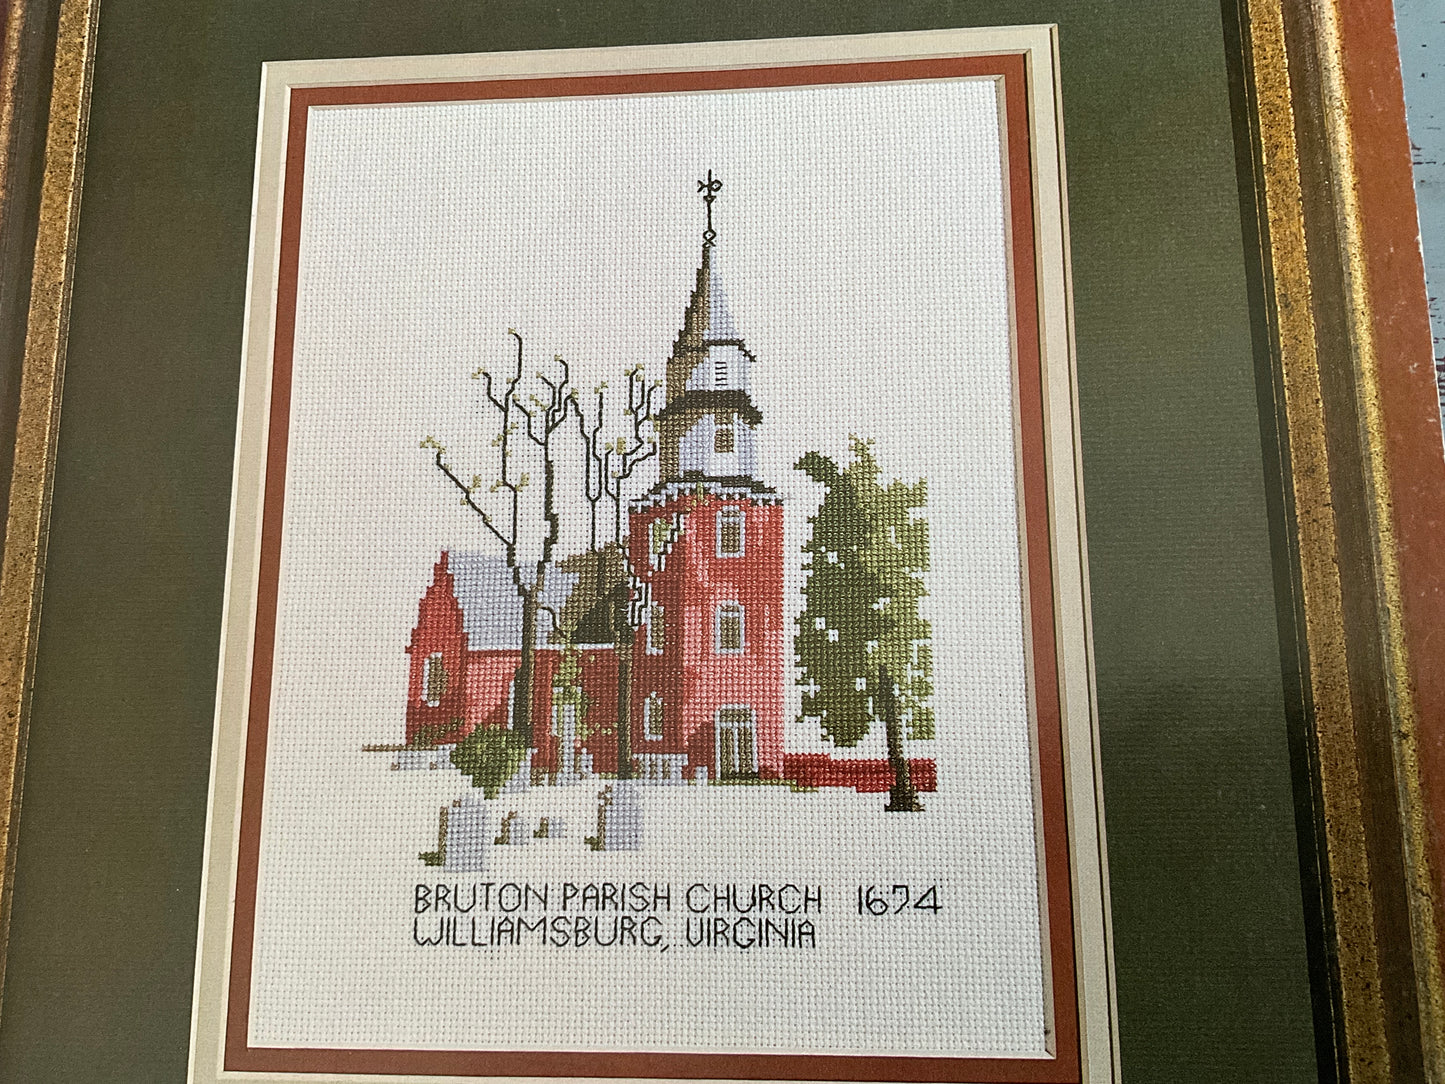 BRUTON PARISH CHURCH 1674
WILLIAMSBURG, VIRGINIA